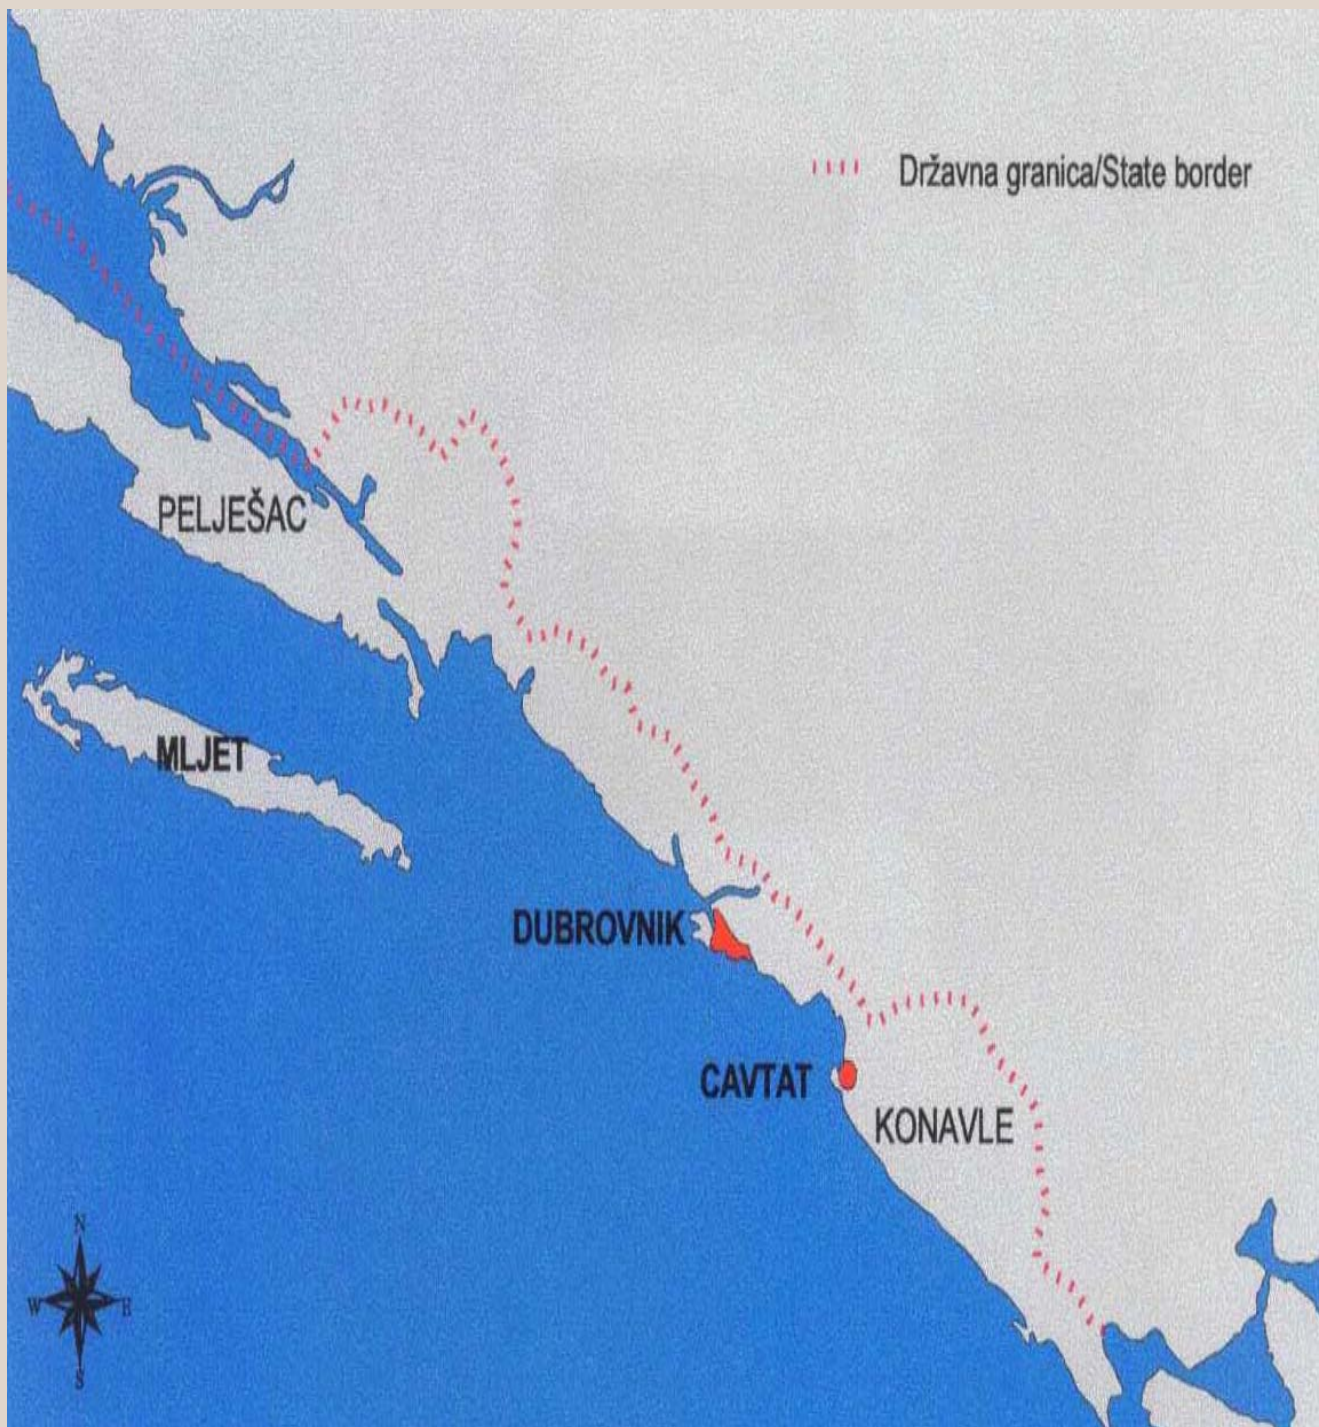 Državna granica/State border
PELJEŠAC
MLJET
DUBROVNIK
CAVTAT
KONAVLE
N
W E
S